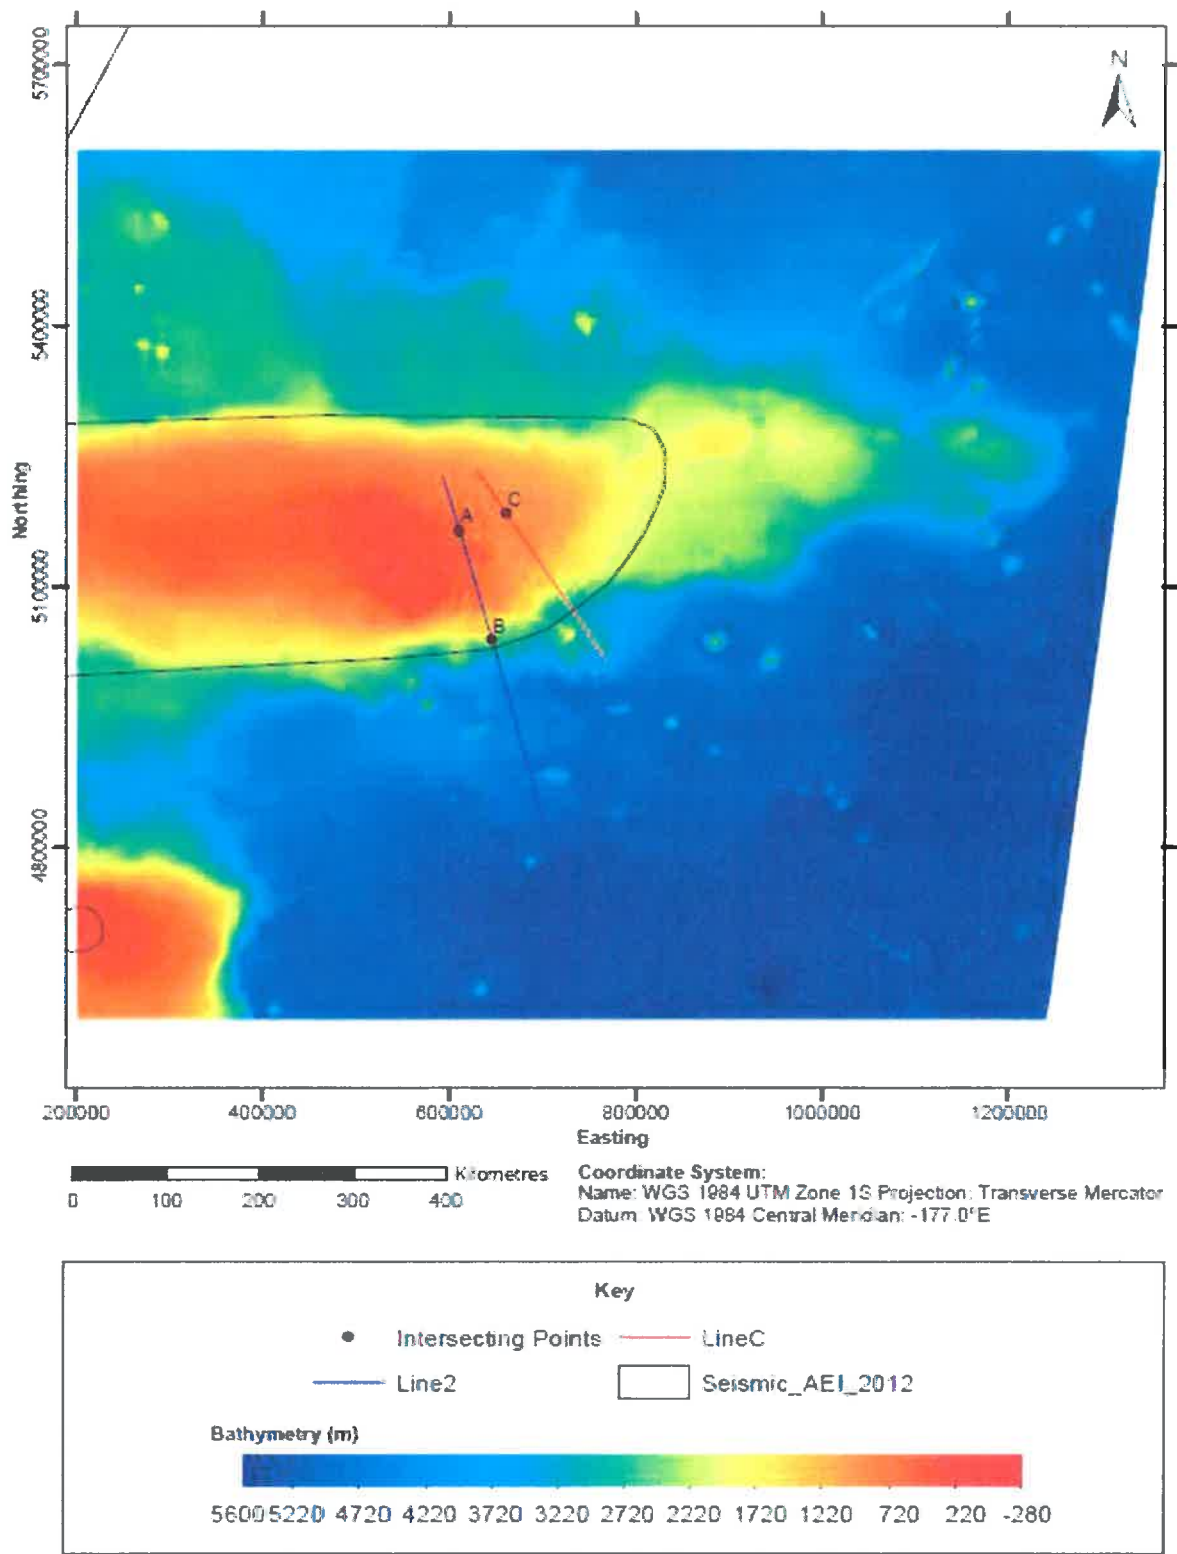 N
5700000
5400000
5100000
4800000
Northing
A
C
B
200000 400000 600000 800000 1000000 1200000
Easting
Kilometres
0 100 200 300 400
Coordinate System:
Name: WGS 1984 UTM Zone 1S Projection: Transverse Mercator
Datum: WGS 1984 Central Meridian: -177.0°E
Key
Intersecting Points LineC
Line2 Seismic_AEI_2012
Bathymetry (m)
5600 5220 4720 4220 3720 3220 2720 2220 1720 1220 720 220 -280